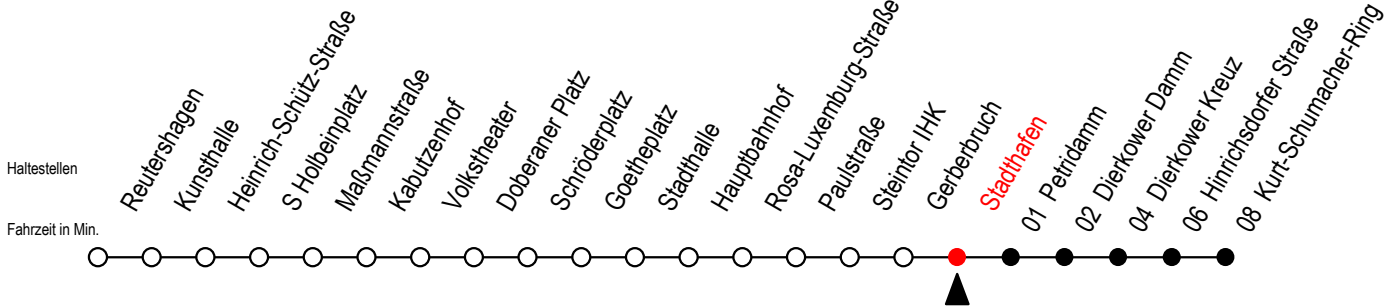 Haltestellen
Fahrzeit in Min.
Reutershagen
Kunsthalle
Heinrich-Schütz-Straße
S Holbeinplatz
Maßmannstraße
Kabutzenhof
Volkstheater
Doberaner Platz
Schröderplatz
Goetheplatz
Stadthalle
Hauptbahnhof
Rosa-Luxemburg-Straße
Paulstraße
Steintor IHK
Gerberbruch
Stadthafen
01 Petridamm
02 Dierkower Damm
04 Dierkower Kreuz
06 Hinrichsdorfer Straße
08 Kurt-Schumacher-Ring